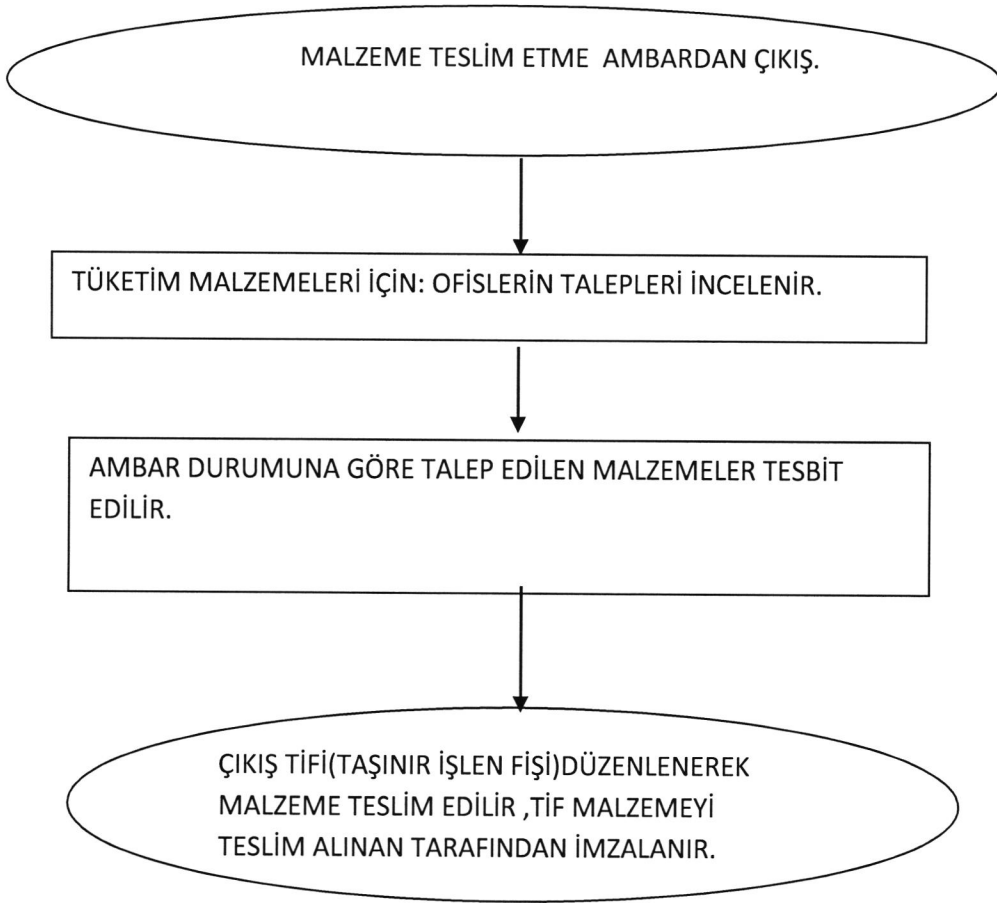 MALZEME TESLİM ETME AMBARDAN ÇIKIŞ.
TÜKETİM MALZEMELERİ İÇİN: OFİSLERİN TALEPLERİ İNCELENİR.
AMBAR DURUMUNA GÖRE TALEP EDİLEN MALZEMELER TESBİT
EDİLİR.
ÇIKIŞ TİFİ(TAŞINIR İŞLEN FİŞİ)DÜZENLENEREK
MALZEME TESLİM EDİLİR ,TİF MALZEMEYİ
TESLİM ALINAN TARAFINDAN İMZALANIR.